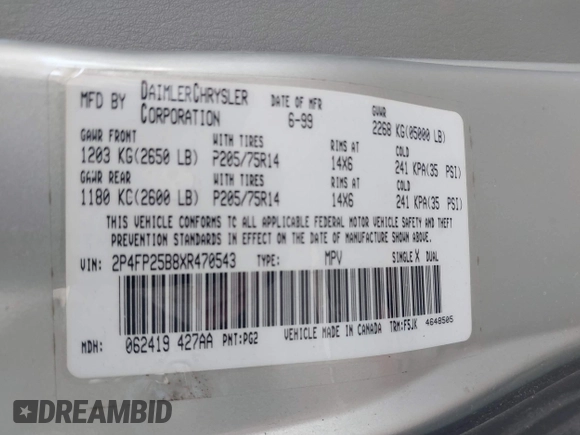 MFD BY DAIMLERCHRYSLER CORPORATION DATE OF MFR 6-99 GVWR 2268 KG(05000 LB)
GAWR FRONT WITH TIRES RIMS AT COLD
1203 KG(2650 LB) P205/75R14 14X6 241 KPA(35 PSI)
GAWR REAR WITH TIRES RIMS AT COLD
1180 KC(2600 LB) P205/75R14 14X6 241 KPA(35 PSI)
THIS VEHICLE CONFORMS TO ALL APPLICABLE FEDERAL MOTOR VEHICLE SAFETY AND THEFT
PREVENTION STANDARDS IN EFFECT ON THE DATE OF MANUFACTURE SHOWN ABOVE.
VIN: 2P4FP25B8XR470543 TYPE: MPV SINGLE X DUAL
MDH: 062419 427AA PNT:PG2 VEHICLE MADE IN CANADA TRM:F5JK 4648505
DREAMBID